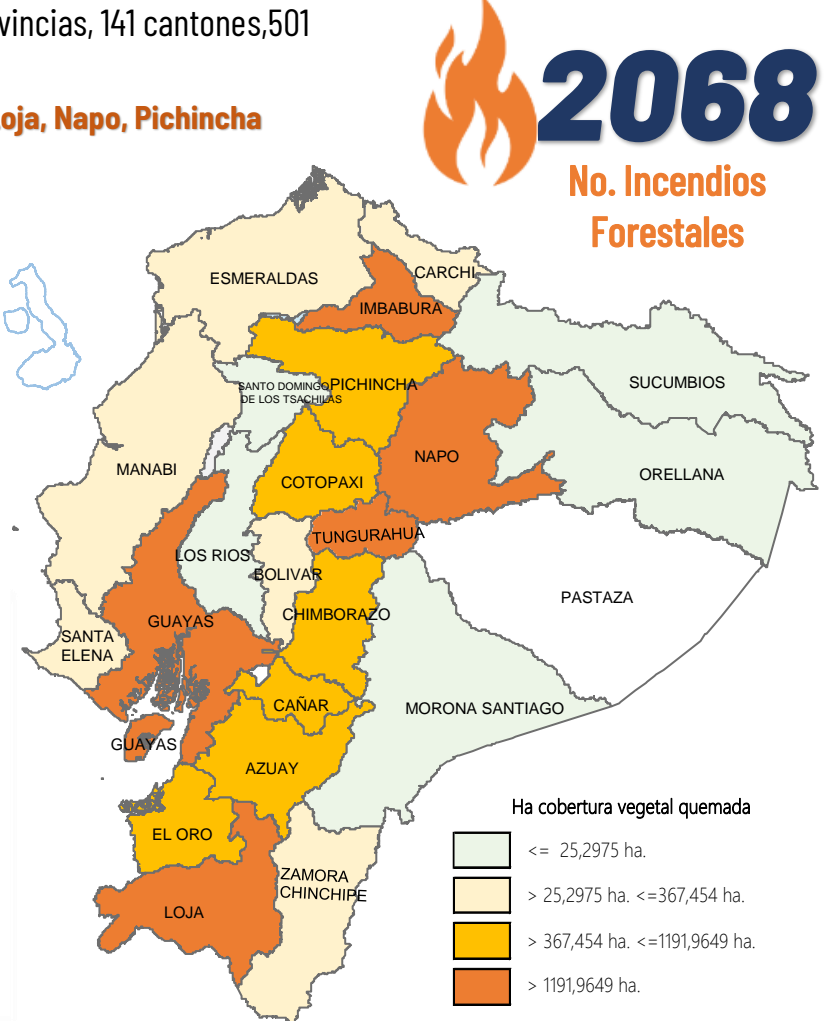 vincias, 141 cantones,501
oja, Napo, Pichincha
2068
No. Incendios
Forestales
ESMERALDAS
CARCHI
IMBABURA
SUCUMBIOS
SANTO DOMINGO
DE LOS TSACHILAS
PICHINCHA
NAPO
ORELLANA
MANABI
COTOPAXI
TUNGURAHUA
LOS RIOS
BOLIVAR
PASTAZA
CHIMBORAZO
GUAYAS
SANTA
ELENA
CAÑAR
MORONA SANTIAGO
GUAYAS
AZUAY
EL ORO
ZAMORA
CHINCHIPE
LOJA
Ha cobertura vegetal quemada
<= 25,2975 ha.
> 25,2975 ha. <=367,454 ha.
> 367,454 ha. <=1191,9649 ha.
> 1191,9649 ha.